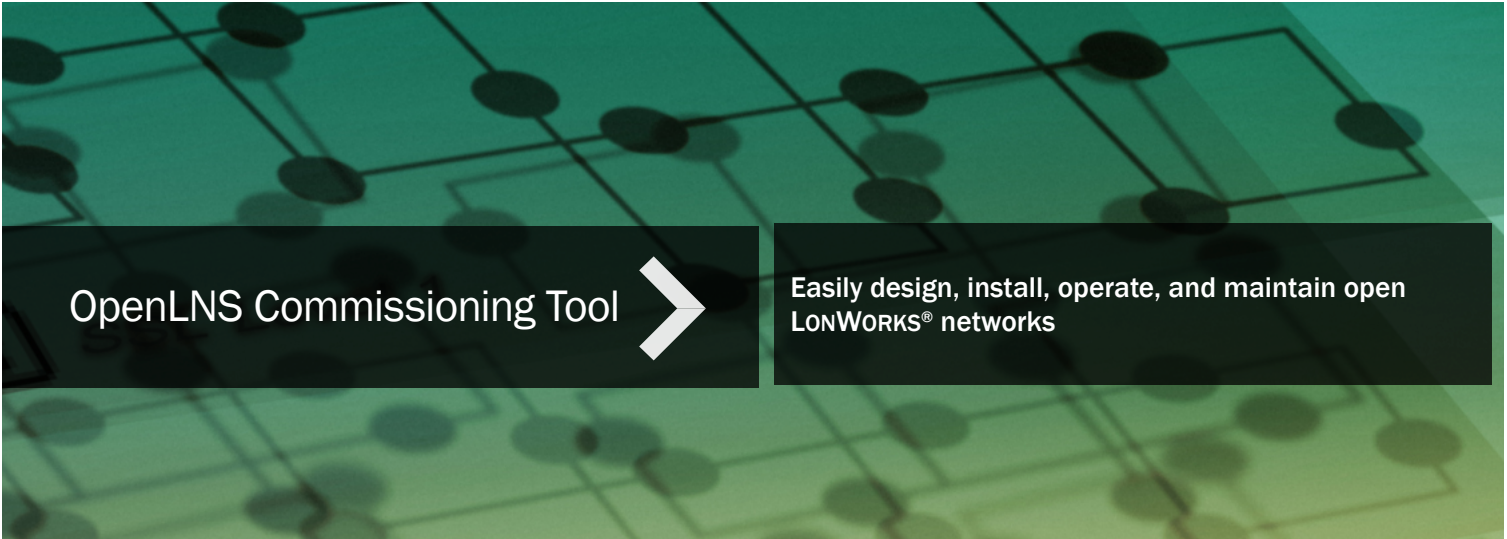 OpenLNS Commissioning Tool
Easily design, install, operate, and maintain open
LONWORKS® networks